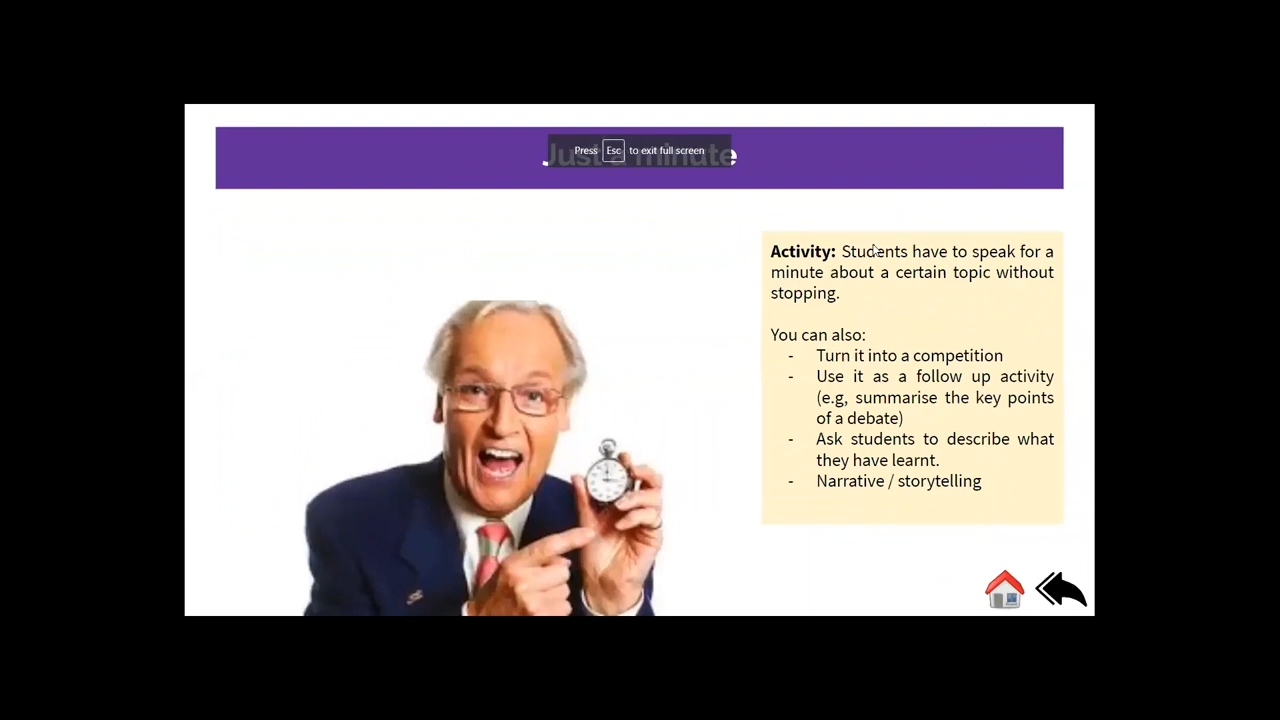 Just a minute
Press Esc to exit full screen
Activity: Students have to speak for a
minute about a certain topic without
stopping.
You can also:
- Turn it into a competition
- Use it as a follow up activity
(e.g, summarise the key points
of a debate)
- Ask students to describe what
they have learnt.
- Narrative / storytelling